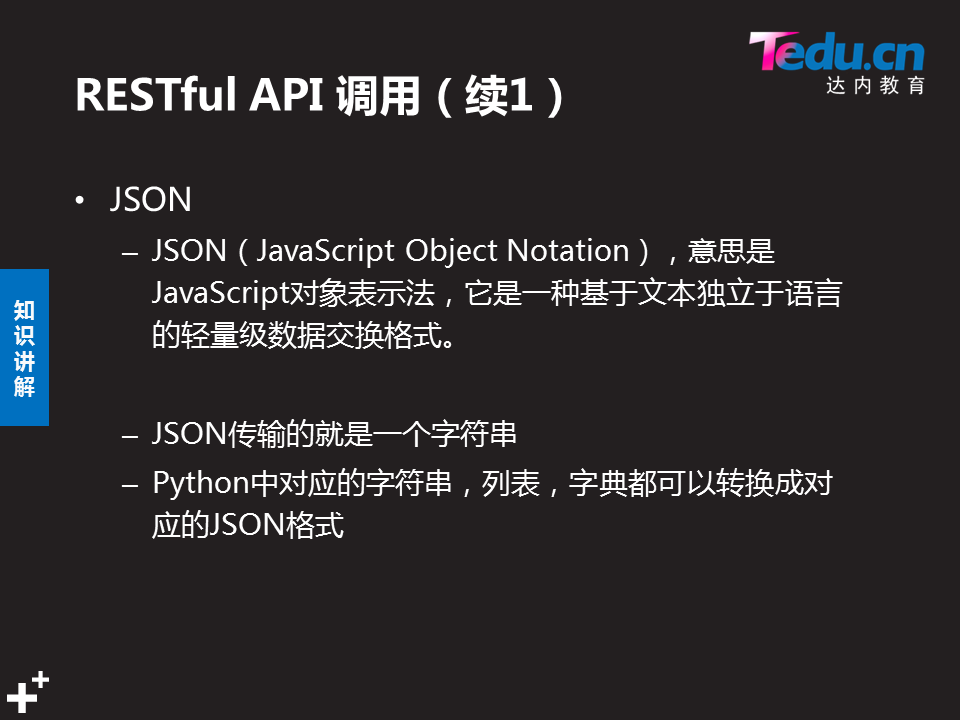 Tedu.cn
达内教育
RESTful API 调用（续1）
• JSON
– JSON（JavaScript Object Notation），意思是
JavaScript对象表示法，它是一种基于文本独立于语言
的轻量级数据交换格式。
– JSON传输的就是一个字符串
– Python中对应的字符串，列表，字典都可以转换成对
应的JSON格式
知
识
讲
解